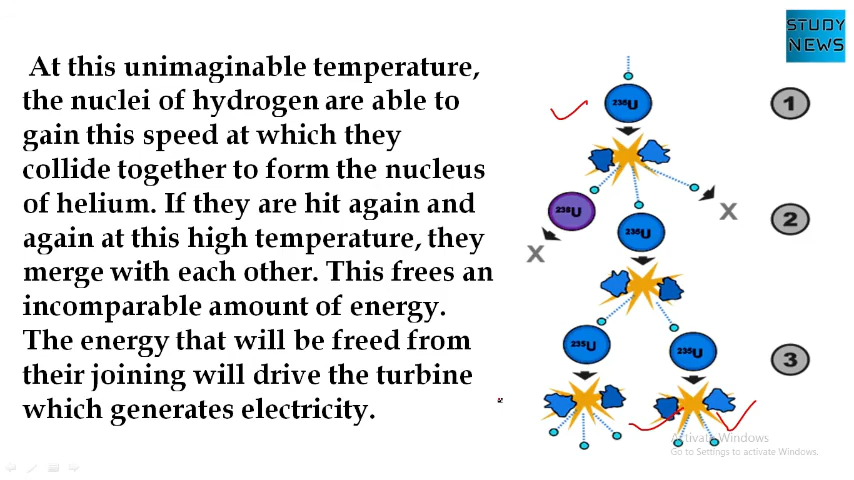 STUDY
NEWS
At this unimaginable temperature,
the nuclei of hydrogen are able to
gain this speed at which they
collide together to form the nucleus
of helium. If they are hit again and
again at this high temperature, they
merge with each other. This frees an
incomparable amount of energy.
The energy that will be freed from
their joining will drive the turbine
which generates electricity.
235U
1
238U
235U
X
X
2
235U
235U
3
Activate Windows
Go to Settings to activate Windows.